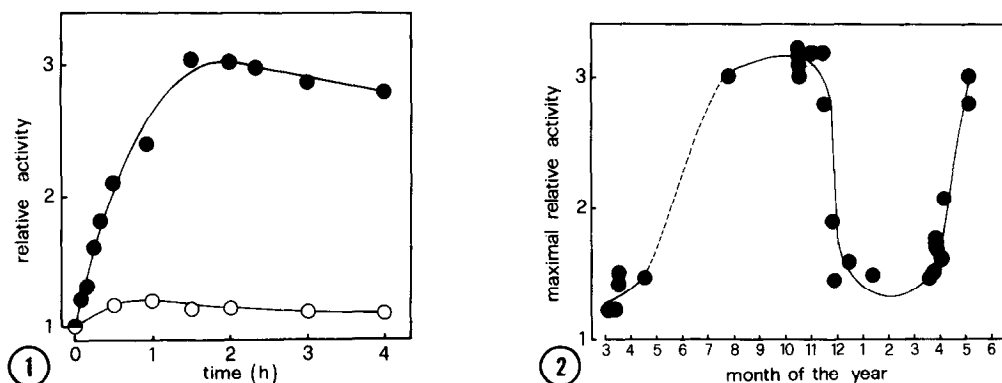 3
2
1
relative activity
0 1 2 3 4
time (h)
1
3
2
1
maximal relative activity
3 4 5 6 7 8 9 10 11 12 1 2 3 4 5 6
month of the year
2